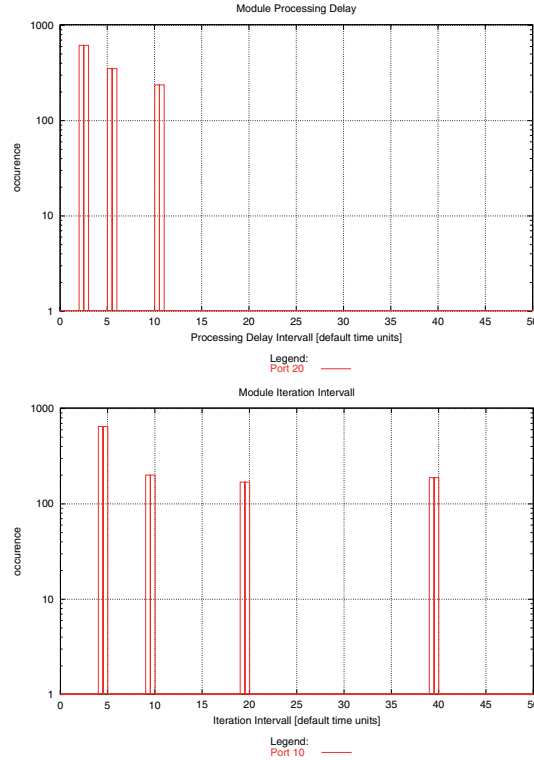 Module Processing Delay
1000
100
10
1
occurence
0 5 10 15 20 25 30 35 40 45 50
Processing Delay Intervall [default time units]
Legend:
Port 20
Module Iteration Intervall
1000
100
10
1
occurence
0 5 10 15 20 25 30 35 40 45 50
Iteration Intervall [default time units]
Legend:
Port 10